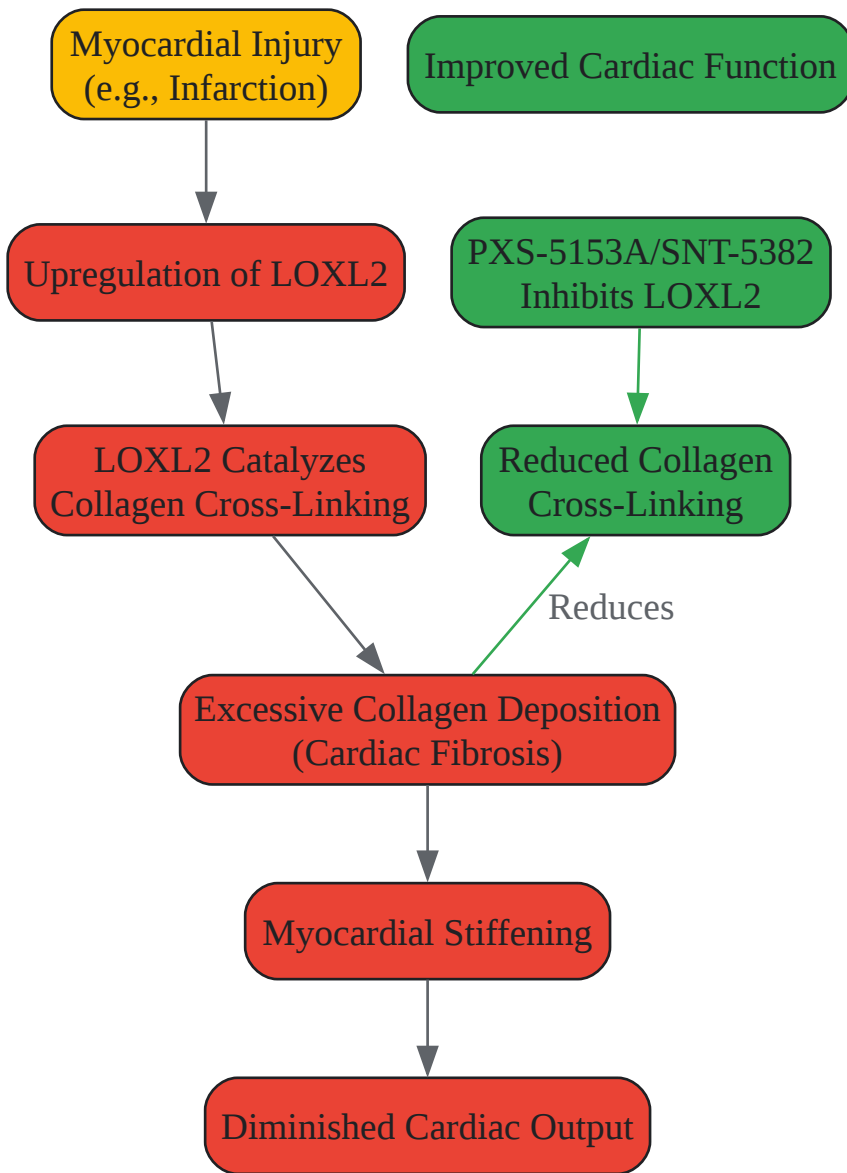 Myocardial Injury
(e.g., Infarction)
Improved Cardiac Function
Upregulation of LOXL2
PXS-5153A/SNT-5382
Inhibits LOXL2
LOXL2 Catalyzes
Collagen Cross-Linking
Reduced Collagen
Cross-Linking
Reduces
Excessive Collagen Deposition
(Cardiac Fibrosis)
Myocardial Stiffening
Diminished Cardiac Output